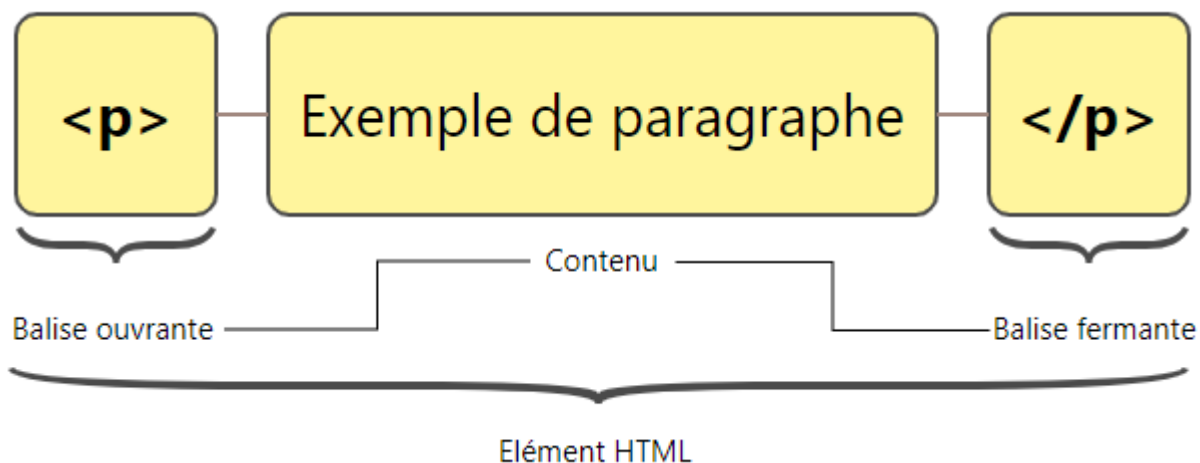 <p> Exemple de paragraphe </p>
Contenu
Balise ouvrante Balise fermante
Elément HTML